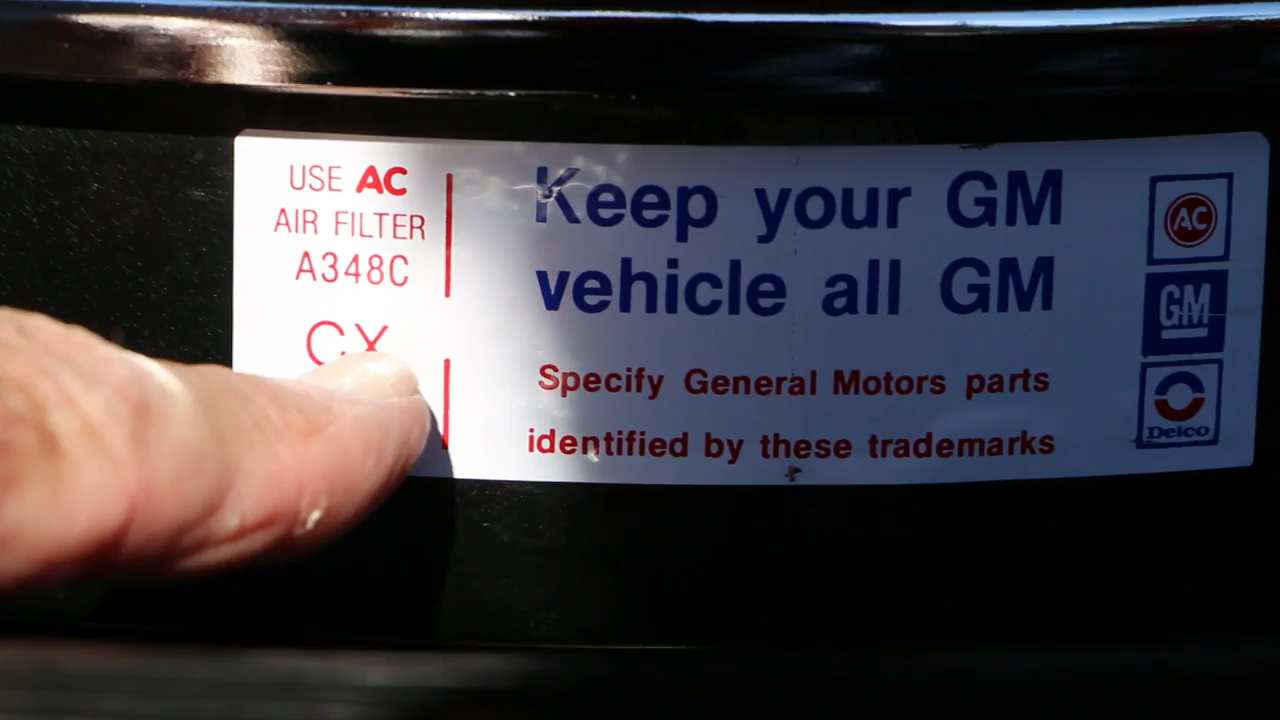 USE AC
AIR FILTER
A348C
CX
Keep your GM
vehicle all GM
Specify General Motors parts
identified by these trademarks
AC
GM
Delco